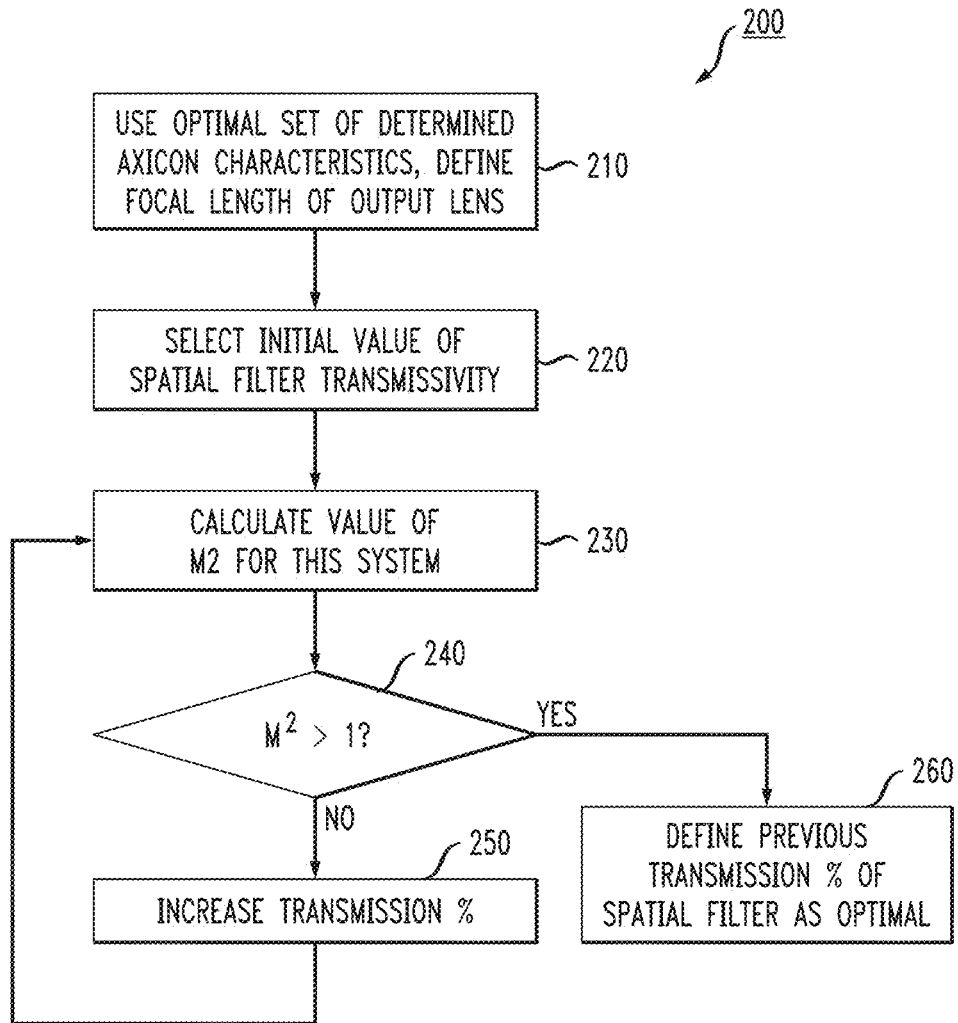 200
USE OPTIMAL SET OF DETERMINED
AXICON CHARACTERISTICS, DEFINE
FOCAL LENGTH OF OUTPUT LENS
210
SELECT INITIAL VALUE OF
SPATIAL FILTER TRANSMISSIVITY
220
CALCULATE VALUE OF
M2 FOR THIS SYSTEM
230
240
M² > 1?
YES
NO
250
INCREASE TRANSMISSION %
260
DEFINE PREVIOUS
TRANSMISSION % OF
SPATIAL FILTER AS OPTIMAL